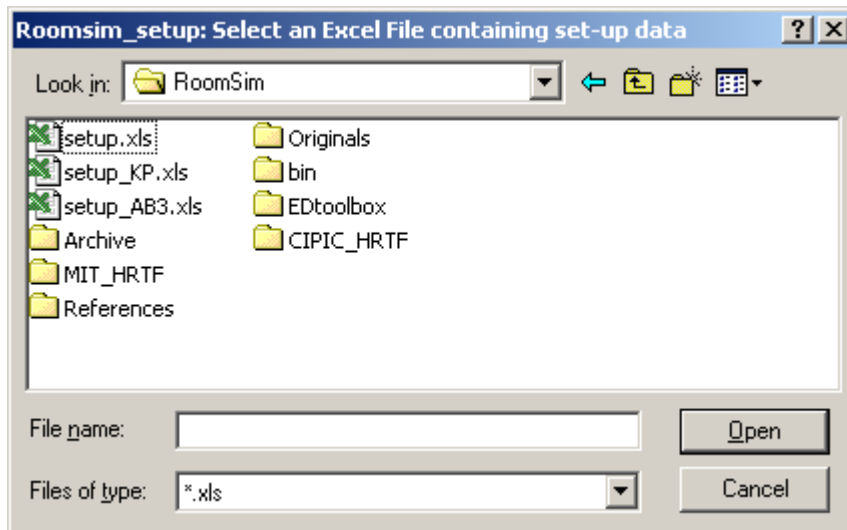 Roomsim_setup: Select an Excel File containing set-up data
Look in: RoomSim
setup.xls
setup_KP.xls
setup_AB3.xls
Archive
MIT_HRTF
References
Originals
bin
EDtoolbox
CIPIC_HRTF
File name:
Open
Files of type: *.xls
Cancel